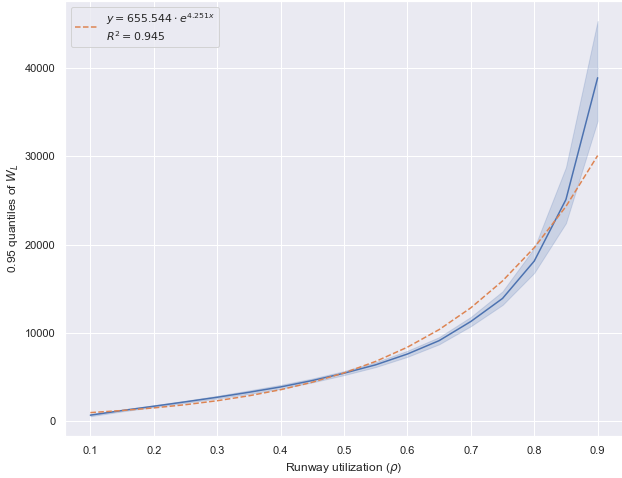 y = 655.544 · e^{4.251x}
R² = 0.945
40000
30000
20000
10000
0
0.95 quantiles of W_L
0.1 0.2 0.3 0.4 0.5 0.6 0.7 0.8 0.9
Runway utilization (ρ)